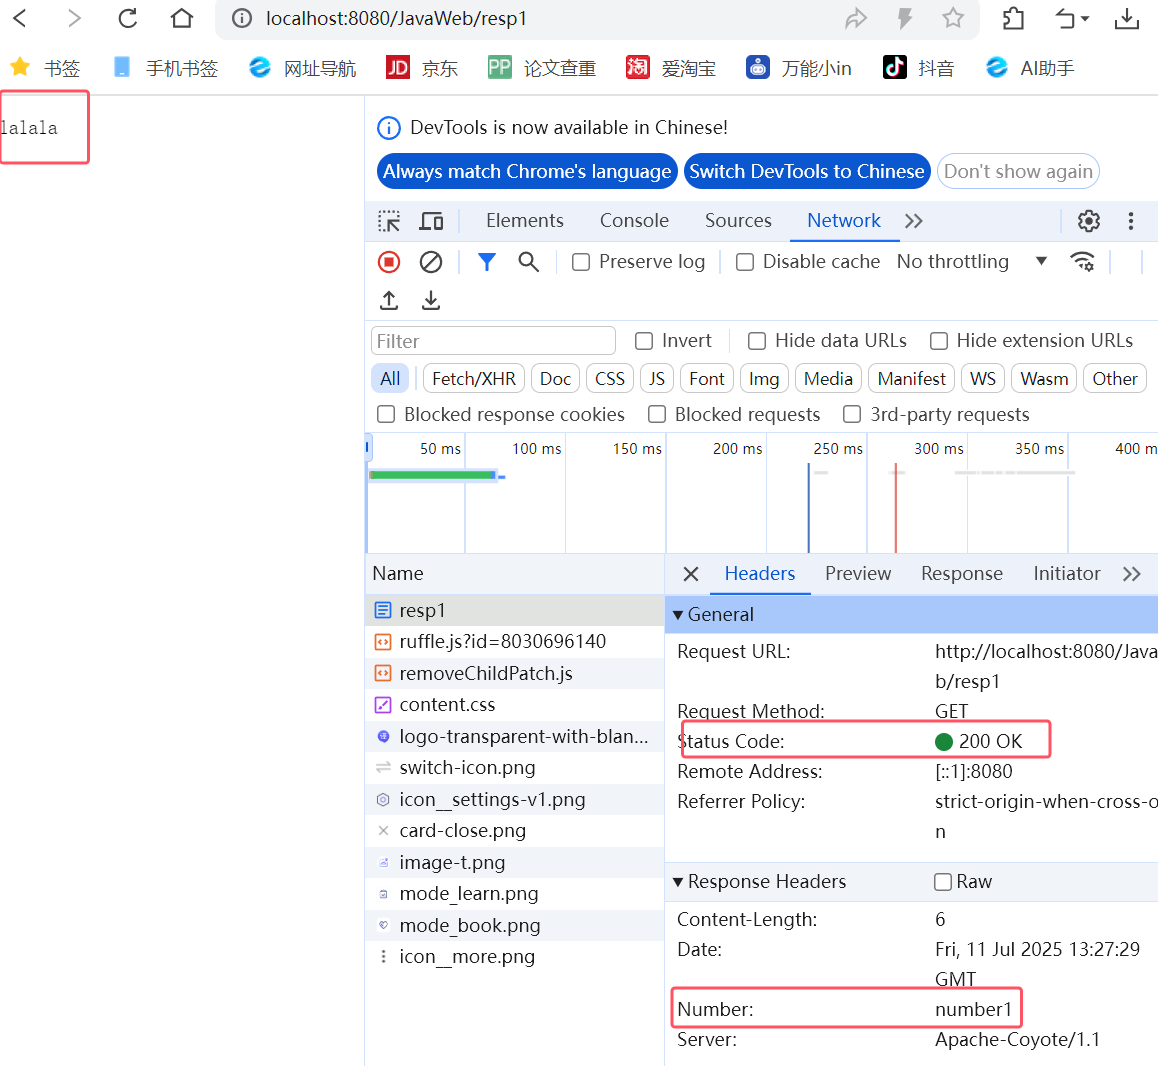 localhost:8080/JavaWeb/resp1
书签 手机书签 网址导航 JD 京东 PP 论文查重 淘 爱淘宝 万能小in 抖音 AI助手
lalala
DevTools is now available in Chinese!
Always match Chrome's language Switch DevTools to Chinese Don't show again
Elements Console Sources Network
Preserve log Disable cache No throttling
Filter Invert Hide data URLs Hide extension URLs
All Fetch/XHR Doc CSS JS Font Img Media Manifest WS Wasm Other
Blocked response cookies Blocked requests 3rd-party requests
50 ms 100 ms 150 ms 200 ms 250 ms 300 ms 350 ms 400 m
Name
resp1
ruffle.js?id=8030696140
removeChildPatch.js
content.css
logo-transparent-with-blan...
switch-icon.png
icon__settings-v1.png
card-close.png
image-t.png
mode_learn.png
mode_book.png
icon__more.png
Headers Preview Response Initiator
General
Request URL: http://localhost:8080/Java
b/resp1
Request Method: GET
Status Code: 200 OK
Remote Address: [::1]:8080
Referrer Policy: strict-origin-when-cross-o
n
Response Headers Raw
Content-Length: 6
Date: Fri, 11 Jul 2025 13:27:29
GMT
Number: number1
Server: Apache-Coyote/1.1